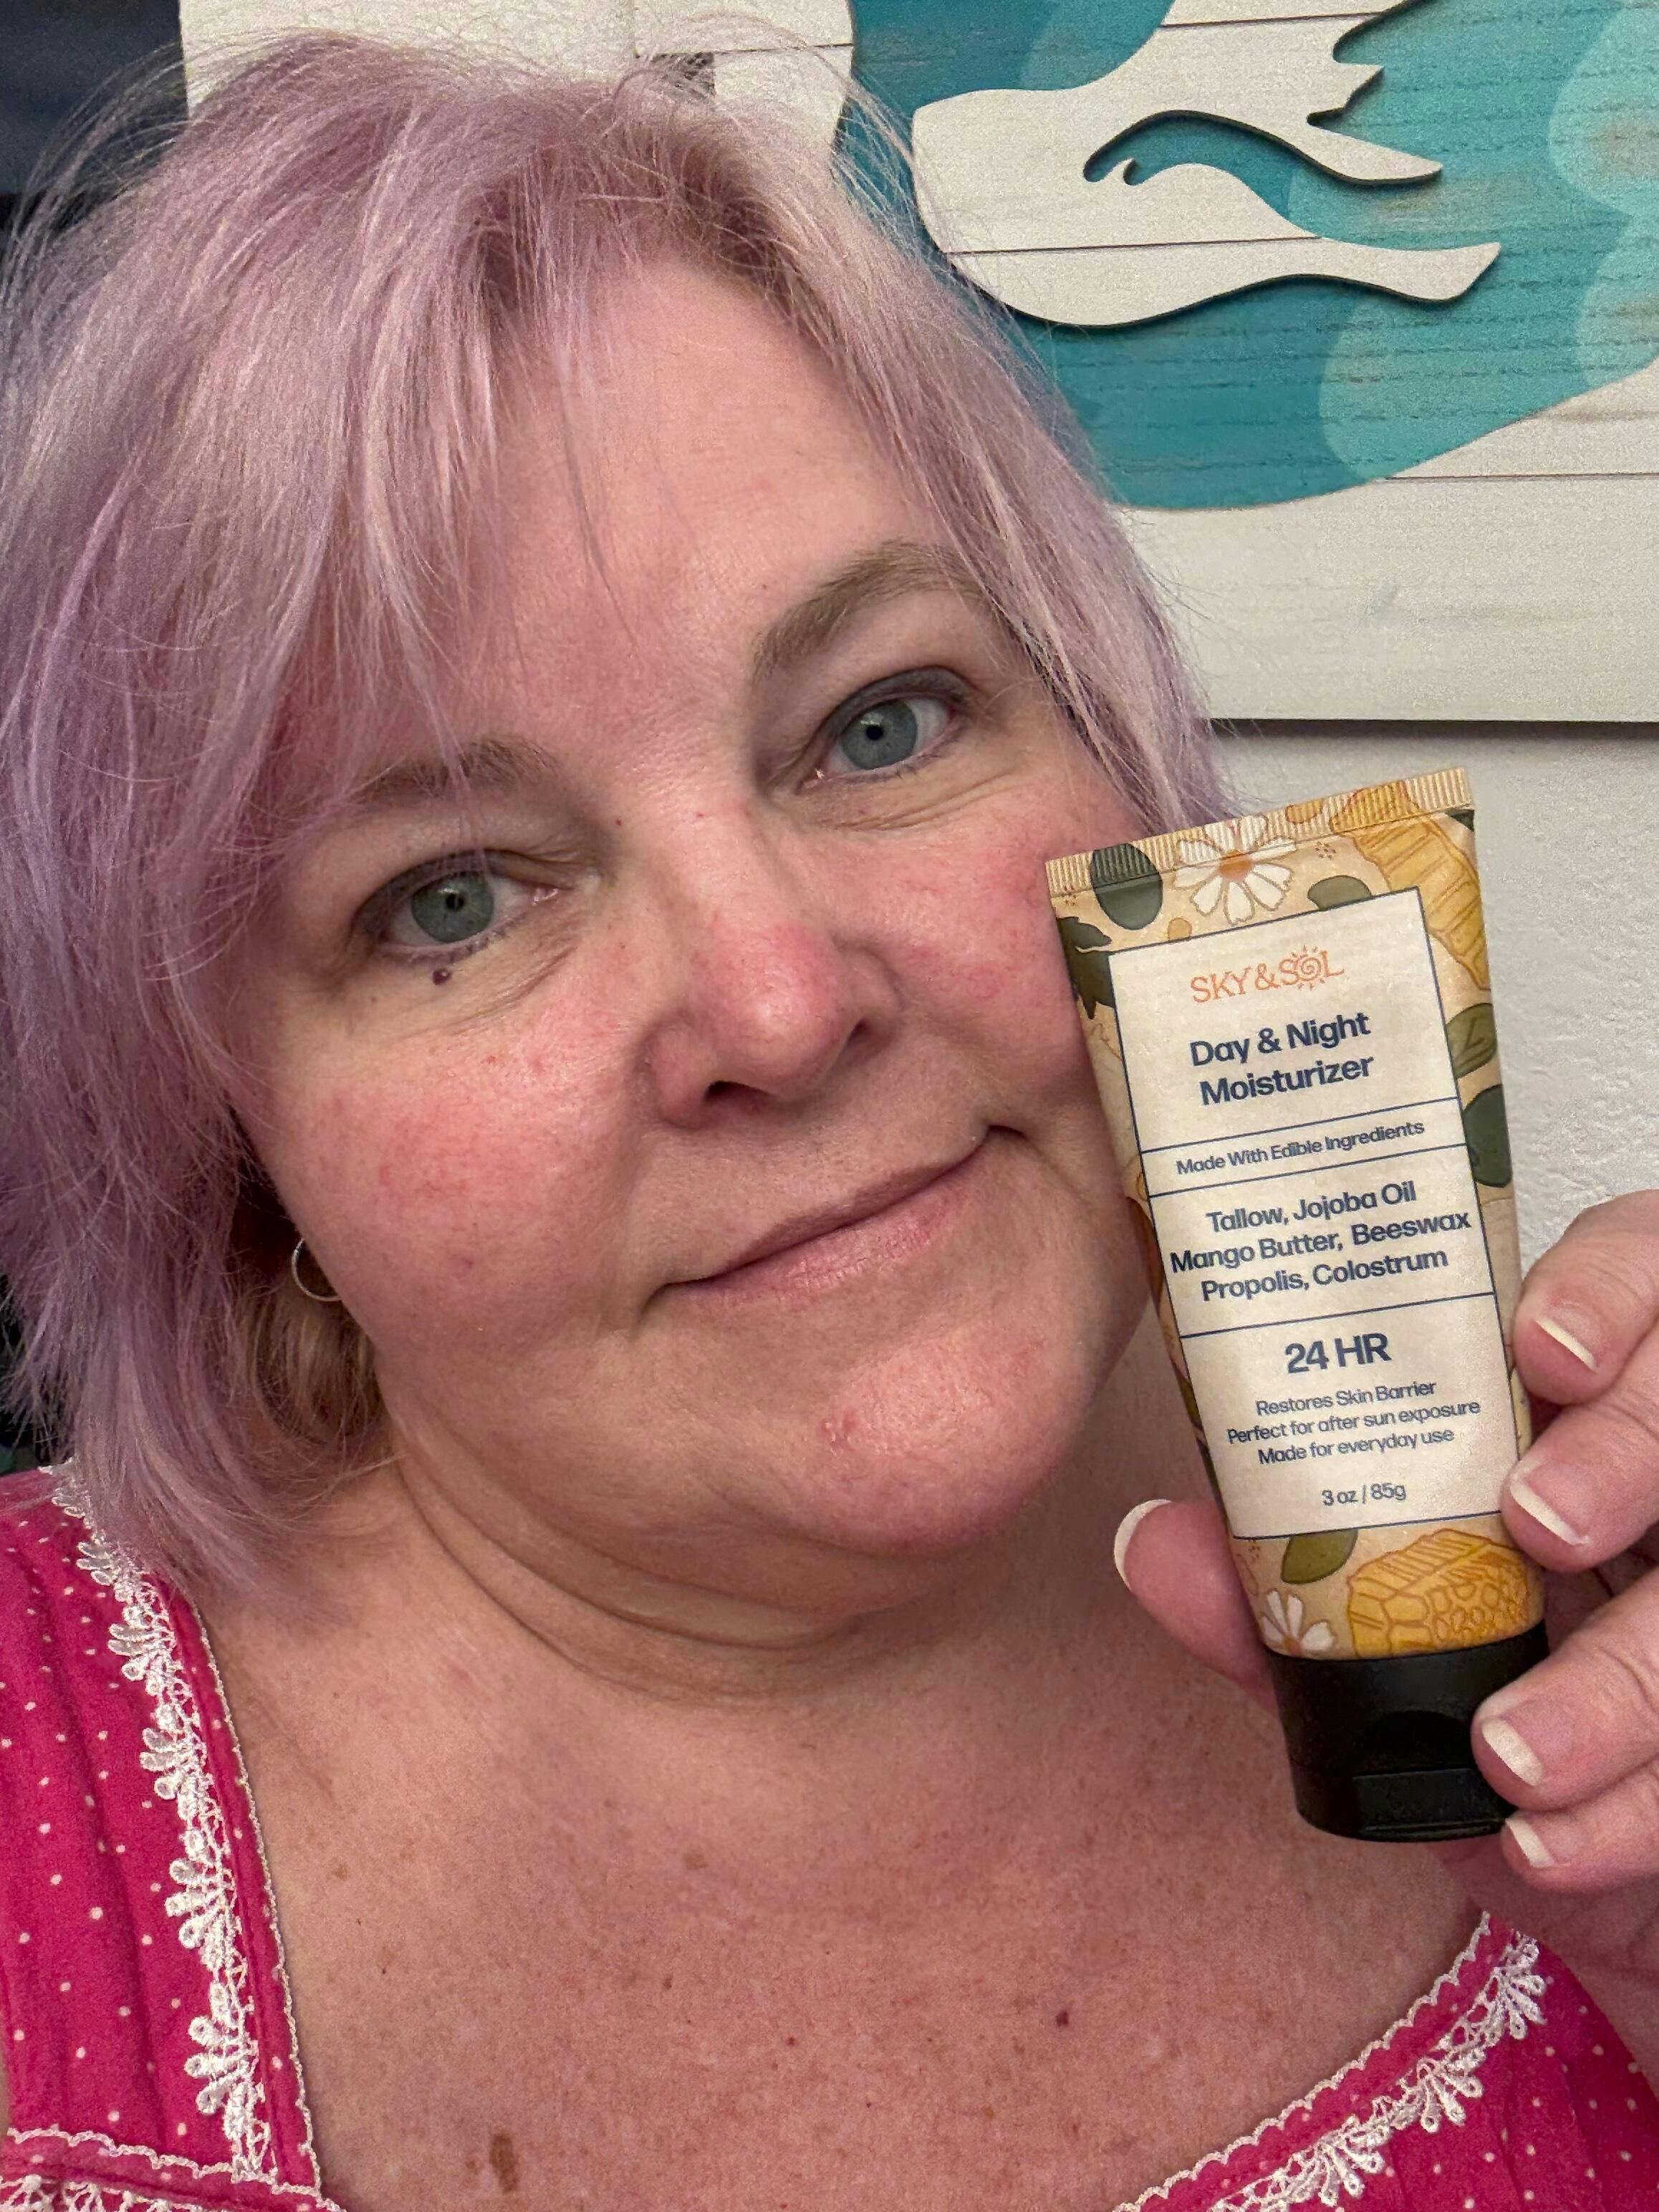 SKY & SOL
Day & Night
Moisturizer
Made With Edible Ingredients
Tallow, Jojoba Oil
Mango Butter, Beeswax
Propolis, Colostrum
24 HR
Restores Skin Barrier
Perfect for after sun exposure
Made for everyday use
3 oz / 85g